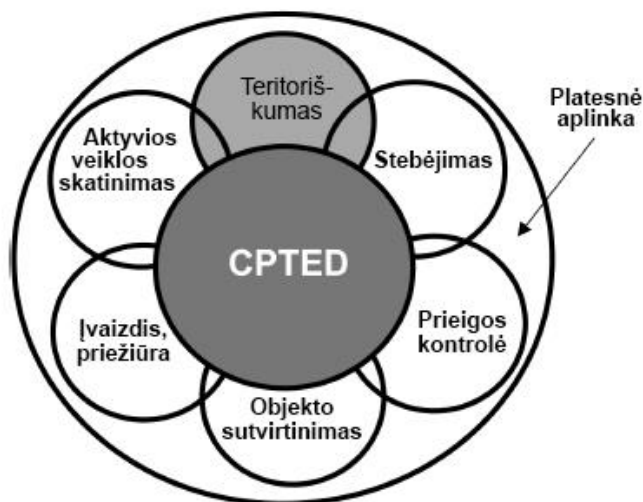 Teritoriš-
kumas
Platesnė
aplinka
Aktyvios
veiklos
skatinimas
Stebėjimas
CPTED
Įvaizdis,
priežiūra
Prieigos
kontrolė
Objekto
sutvirtinimas